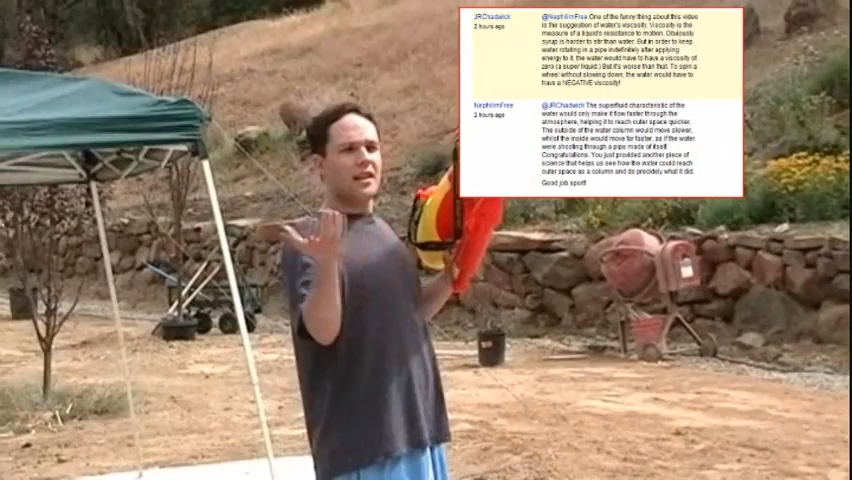 JRChadwick
2 hours ago
@NephilimFree One of the funny thing about this video
is the suggestion of water's viscosity. Viscosity is the
measure of a liquid's resistance to motion. Obviously
syrup is harder to stir than water. But in order to keep
water rotating in a pipe indefinitely after applying
energy to it, the water would have to have a viscosity of
zero (a super liquid.) But it's worse than that. To spin a
wheel without slowing down, the water would have to
have a NEGATIVE viscosity!
NephilimFree
2 hours ago
@JRChadwick The superfluid characteristic of the
water would only make it flow faster through the
atmosphere, helping it to reach outer space quicker.
The outside of the water column would move slower,
whilst the inside would move far faster, as if the water
were shooting through a pipe made of itself.
Congratulations. You just provided another piece of
science that helps us see how the water could reach
outer space as a column and do precidely what it did.
Good job sport!